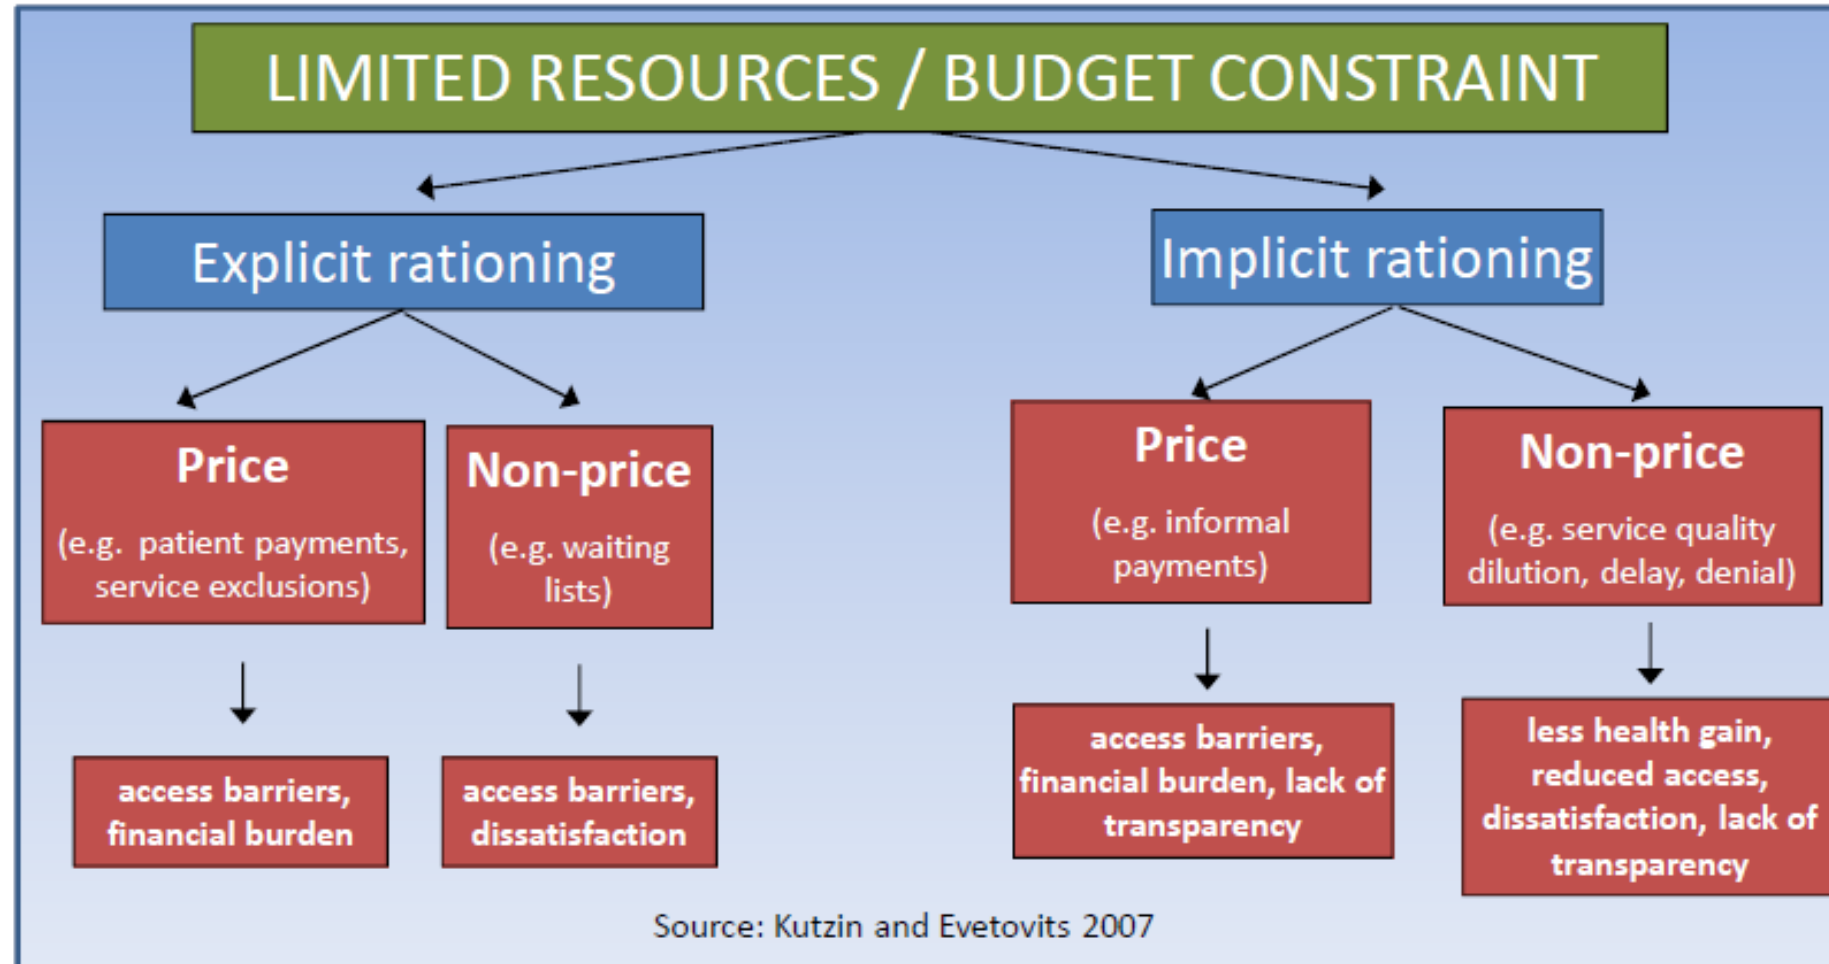 LIMITED RESOURCES / BUDGET CONSTRAINT
Explicit rationing
Implicit rationing
Price
(e.g. patient payments,
service exclusions)
Non-price
(e.g. waiting
lists)
Price
(e.g. informal
payments)
Non-price
(e.g. service quality
dilution, delay, denial)
access barriers,
financial burden
access barriers,
dissatisfaction
access barriers,
financial burden, lack of
transparency
less health gain,
reduced access,
dissatisfaction, lack of
transparency
Source: Kutzin and Evetovits 2007